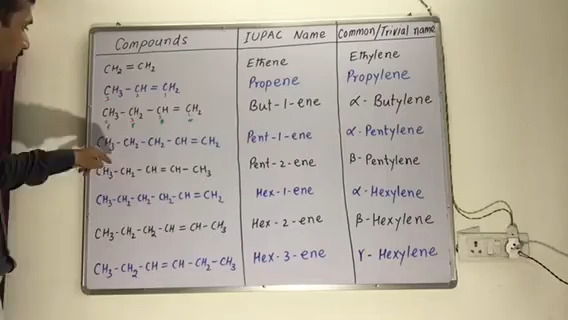 Compounds IUPAC Name Common/Trivial name
CH₂ = CH₂ Ethene Ethylene
CH₃ - CH = CH₂ Propene Propylene
3 2 1
CH₃ - CH₂ - CH = CH₂ But-1-ene α- Butylene
CH₃ - CH₂ - CH₂ - CH = CH₂ Pent-1-ene α-Pentylene
CH₃ - CH₂ - CH = CH - CH₃ Pent-2-ene β-Pentylene
CH₃-CH₂-CH₂-CH₂-CH = CH₂ Hex-1-ene α-Hexylene
CH₃-CH₂-CH₂-CH = CH-CH₃ Hex-2-ene β-Hexylene
CH₃-CH₂-CH = CH-CH₂-CH₃ Hex-3-ene γ-Hexylene